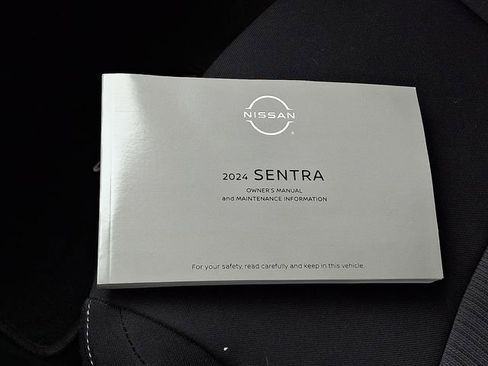 NISSAN
2024 SENTRA
OWNER'S MANUAL
and MAINTENANCE INFORMATION
For your safety, read carefully and keep in this vehicle.